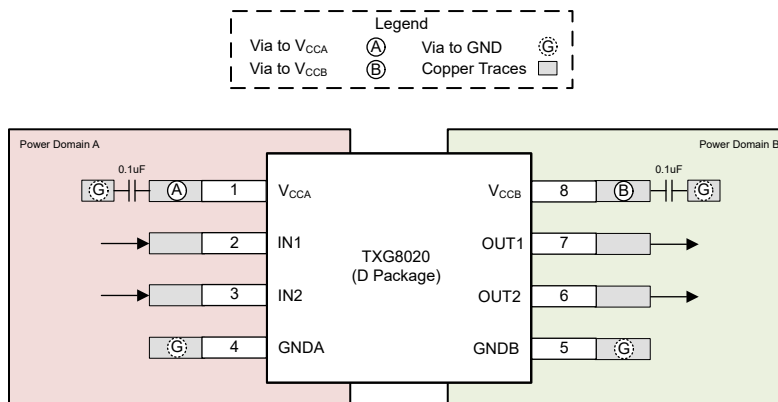 Legend
Via to VCCA A Via to GND G
Via to VCCB B Copper Traces
Power Domain A
Power Domain B
0.1uF
0.1uF
G A 1 VCCA VCCB 8 B G
2 IN1 OUT1 7
TXG8020
(D Package)
3 IN2 OUT2 6
G 4 GNDA GNDB 5 G